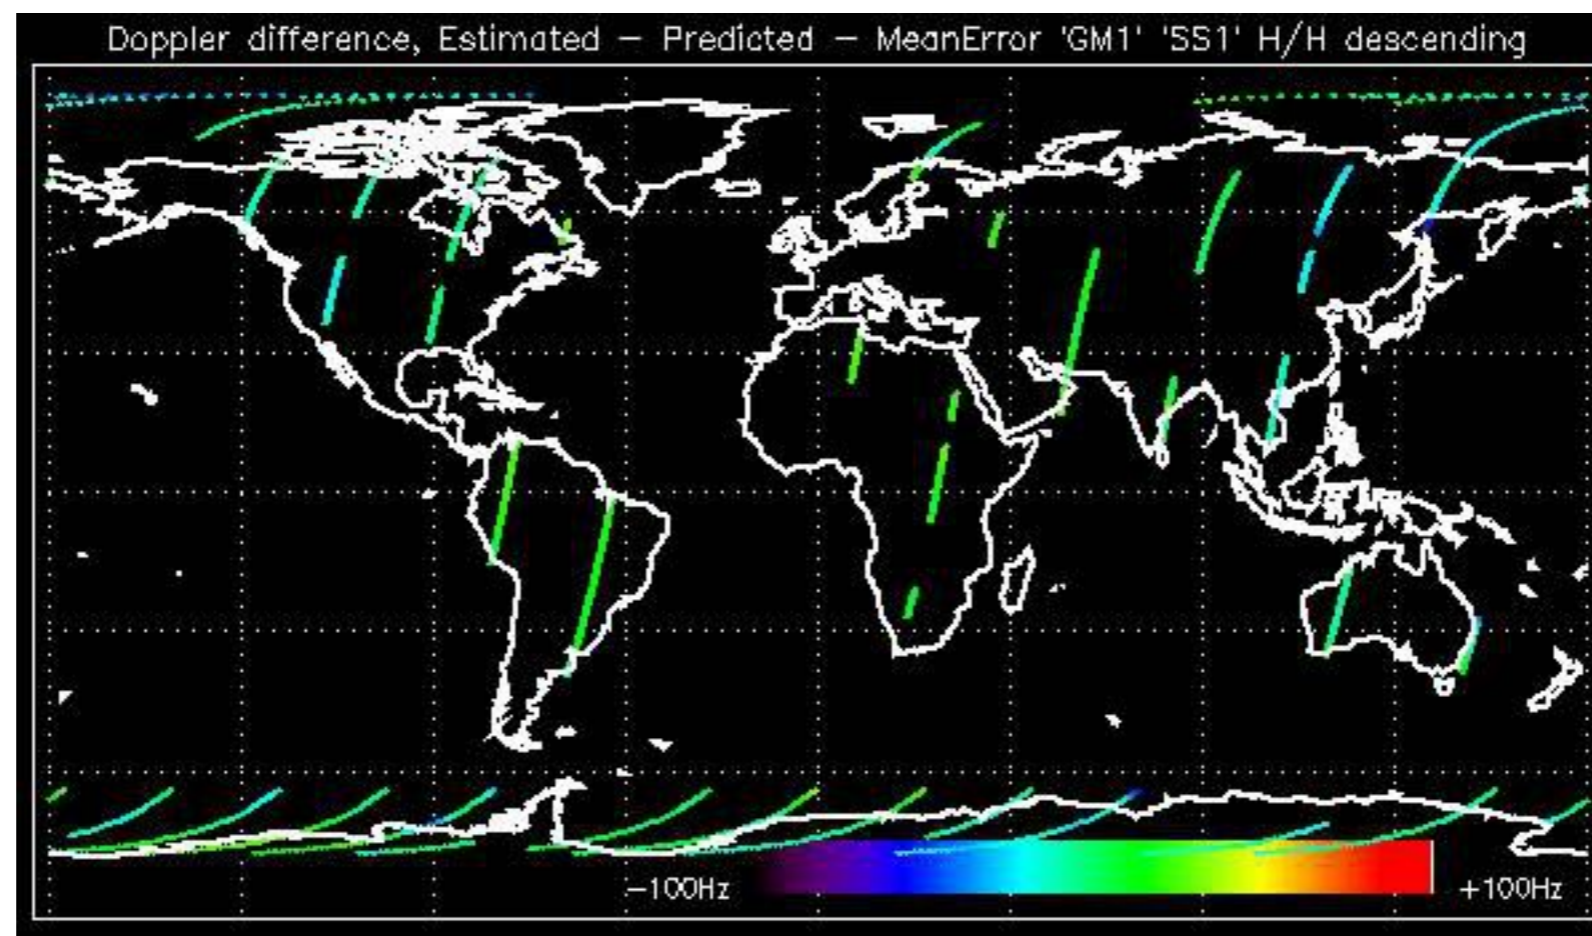 Doppler difference, Estimated – Predicted – MeanError 'GM1' 'SS1' H/H descending
−100Hz
+100Hz